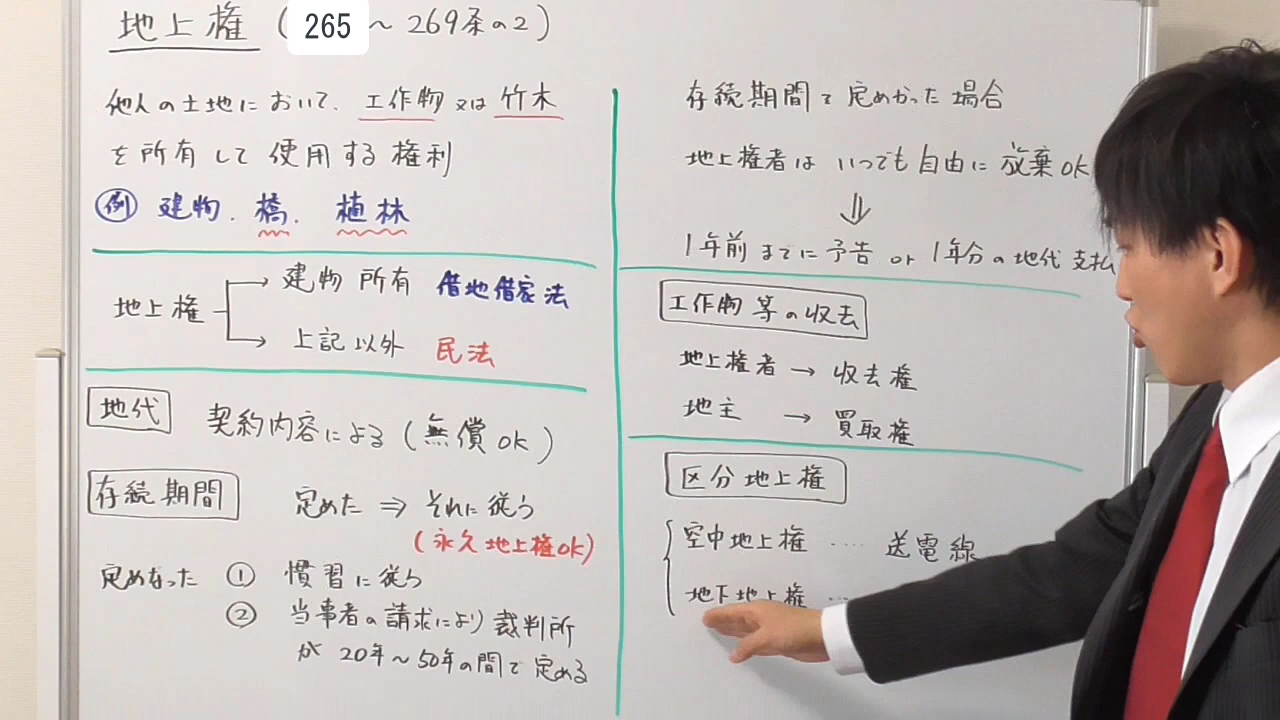 地上権 (265 ～ 269条の2)
他人の土地において、工作物 又は 竹木
を所有して 使用する 権利
例 建物. 橋. 植林
地上権
→ 建物所有 借地借家法
→ 上記以外 民法
地代 契約内容による (無償OK)
存続期間 定めた ⇒ それに従う
(永久地上権OK)
定めなった ① 慣習に従う
② 当事者の請求により 裁判所
が 20年～50年の間で定める
存続期間で定めかった場合
地上権者は いつでも自由に放棄OK
⇓
1年前までに予告 or 1年分の地代支払
工作物等の収去
地上権者 → 収去権
地主 → 買取権
区分地上権
空中地上権 ‥‥ 送電線
地下地上権 ‥‥